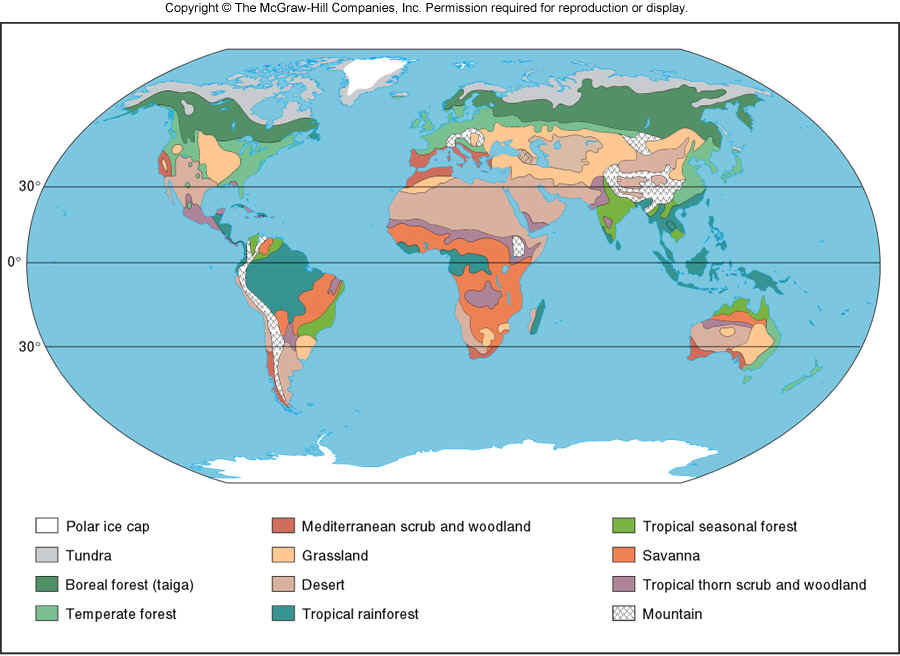 Copyright © The McGraw-Hill Companies, Inc. Permission required for reproduction or display.
30°
0°
30°
Polar ice cap
Tundra
Boreal forest (taiga)
Temperate forest
Mediterranean scrub and woodland
Grassland
Desert
Tropical rainforest
Tropical seasonal forest
Savanna
Tropical thorn scrub and woodland
Mountain